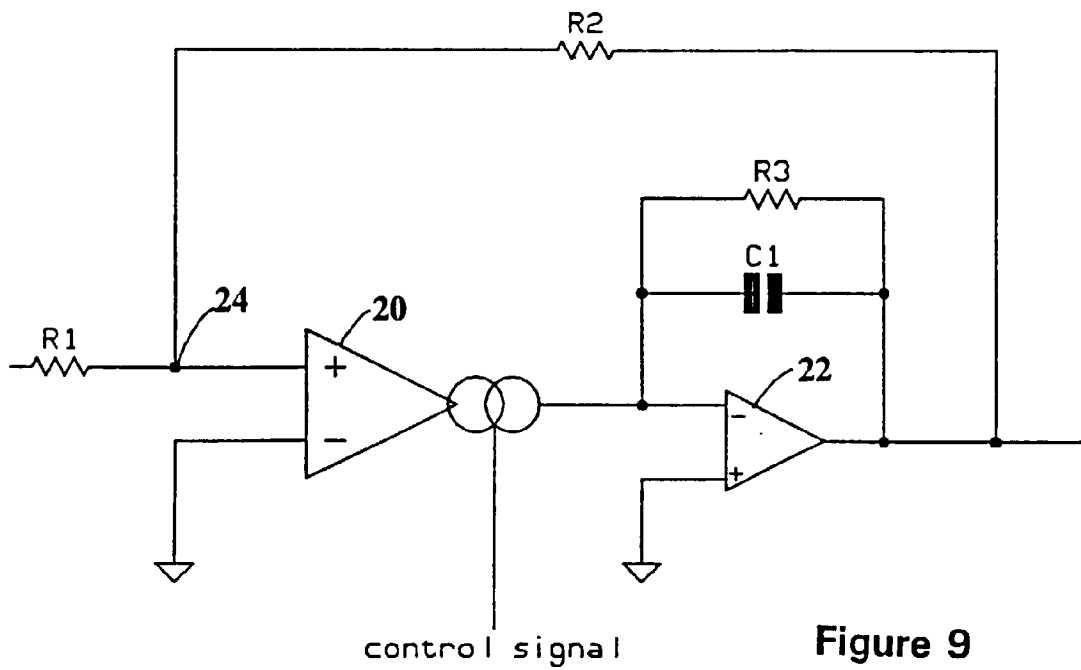 R2
R3
C1
24
20
R1
22
+
-
-
+
control signal
Figure 9